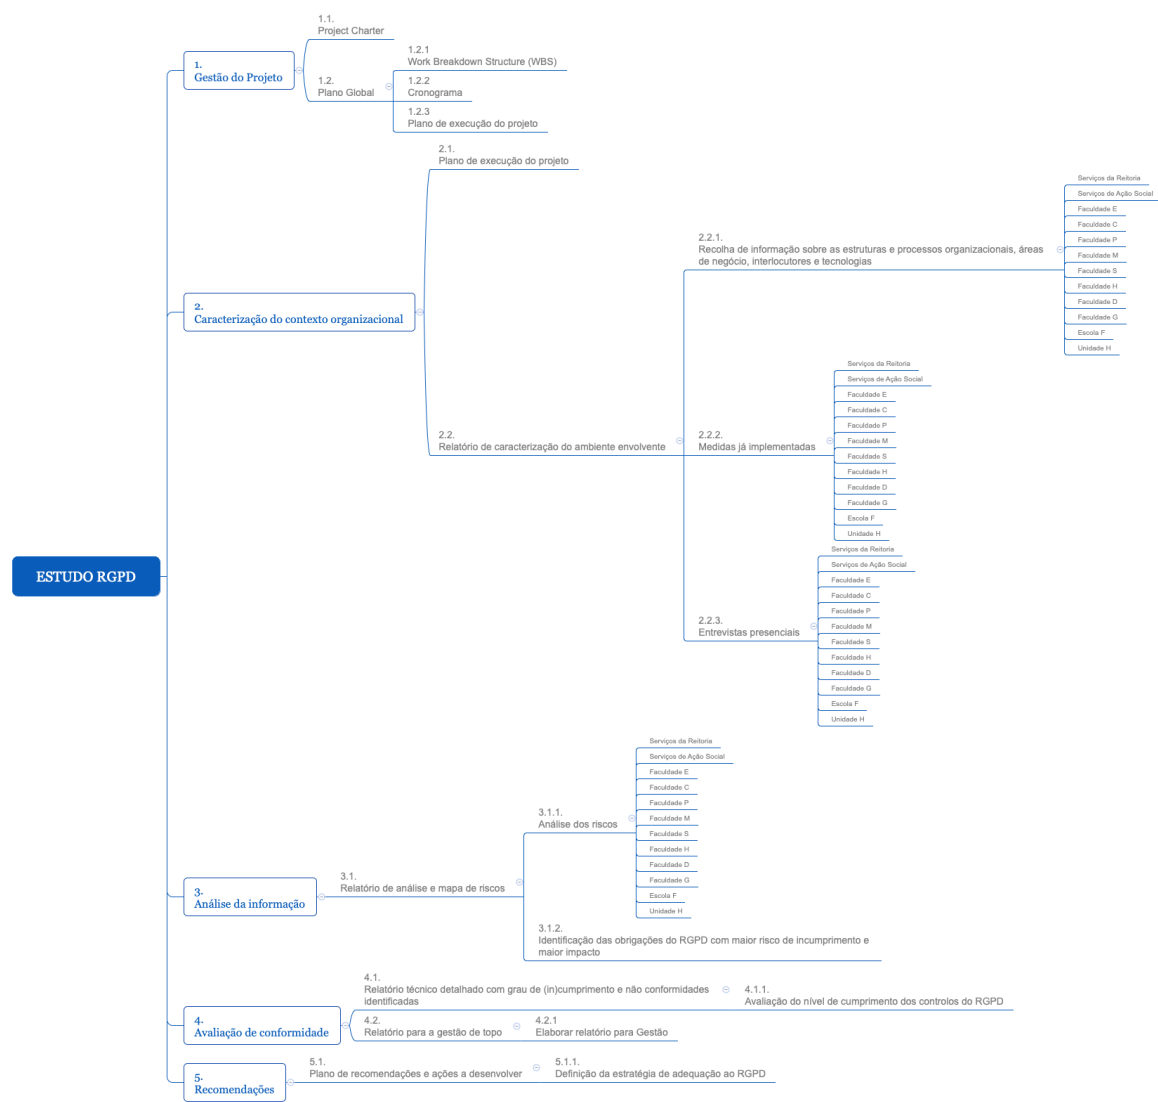 ESTUDO RGPD
1.
Gestão do Projeto
1.1.
Project Charter
1.2.
Plano Global
1.2.1
Work Breakdown Structure (WBS)
1.2.2
Cronograma
1.2.3
Plano de execução do projeto
2.
Caracterização do contexto organizacional
2.1.
Plano de execução do projeto
2.2.
Relatório de caracterização do ambiente envolvente
2.2.1.
Recolha de informação sobre as estruturas e processos organizacionais, áreas
de negócio, interlocutores e tecnologias
Serviços da Reitoria
Serviços de Ação Social
Faculdade E
Faculdade C
Faculdade P
Faculdade M
Faculdade S
Faculdade H
Faculdade D
Faculdade G
Escola F
Unidade H
2.2.2.
Medidas já implementadas
Serviços da Reitoria
Serviços de Ação Social
Faculdade E
Faculdade C
Faculdade P
Faculdade M
Faculdade S
Faculdade H
Faculdade D
Faculdade G
Escola F
Unidade H
2.2.3.
Entrevistas presenciais
Serviços da Reitoria
Serviços de Ação Social
Faculdade E
Faculdade C
Faculdade P
Faculdade M
Faculdade S
Faculdade H
Faculdade D
Faculdade G
Escola F
Unidade H
3.
Análise da informação
3.1.
Relatório de análise e mapa de riscos
3.1.1.
Análise dos riscos
Serviços da Reitoria
Serviços de Ação Social
Faculdade E
Faculdade C
Faculdade P
Faculdade M
Faculdade S
Faculdade H
Faculdade D
Faculdade G
Escola F
Unidade H
3.1.2.
Identificação das obrigações do RGPD com maior risco de incumprimento e
maior impacto
4.
Avaliação de conformidade
4.1.
Relatório técnico detalhado com grau de (in)cumprimento e não conformidades
identificadas
4.1.1.
Avaliação do nível de cumprimento dos controlos do RGPD
4.2.
Relatório para a gestão de topo
4.2.1
Elaborar relatório para Gestão
5.
Recomendações
5.1.
Plano de recomendações e ações a desenvolver
5.1.1.
Definição da estratégia de adequação ao RGPD